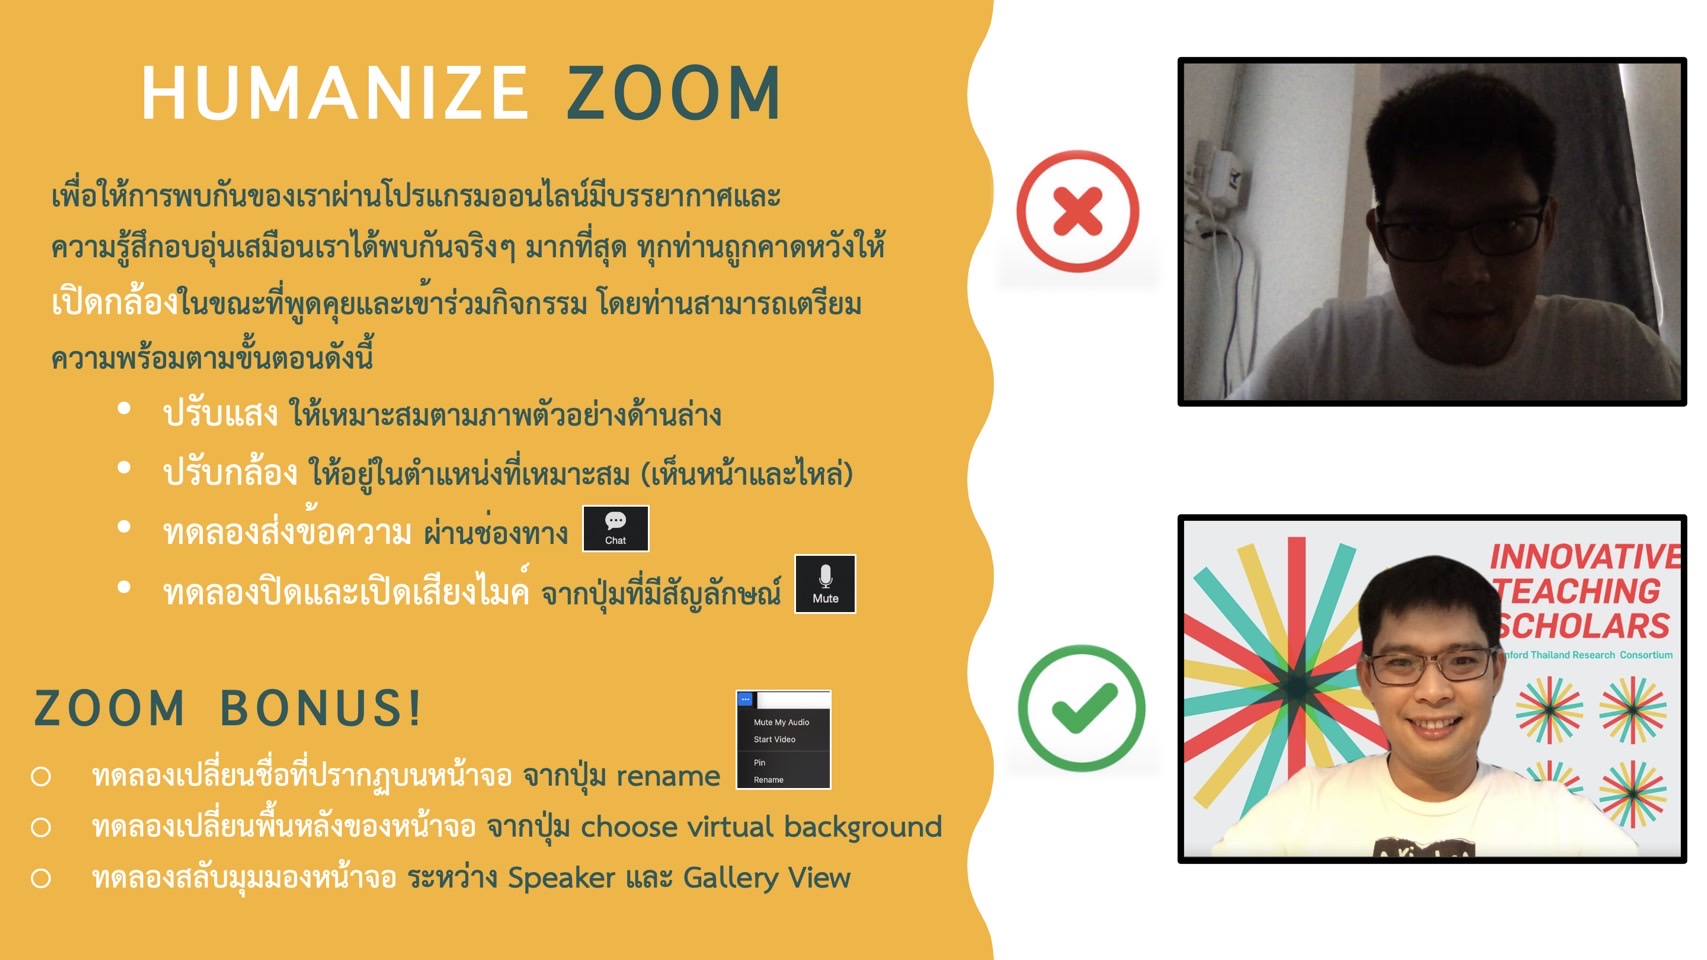 HUMANIZE ZOOM
เพื่อให้การพบกันของเราผ่านโปรแกรมออนไลน์มีบรรยากาศและ
ความรู้สึกอบอุ่นเสมือนเราได้พบกันจริงๆ มากที่สุด ทุกท่านถูกคาดหวังให้
เปิดกล้องในขณะที่พูดคุยและเข้าร่วมกิจกรรม โดยท่านสามารถเตรียม
ความพร้อมตามขั้นตอนดังนี้
• ปรับแสง ให้เหมาะสมตามภาพตัวอย่างด้านล่าง
• ปรับกล้อง ให้อยู่ในตำแหน่งที่เหมาะสม (เห็นหน้าและไหล่)
• ทดลองส่งข้อความ ผ่านช่องทาง
Chat
• ทดลองปิดและเปิดเสียงไมค์ จากปุ่มที่มีสัญลักษณ์
Mute
ZOOM BONUS!
Mute My Audio
Start Video
Pin
Rename
ทดลองเปลี่ยนชื่อที่ปรากฏบนหน้าจอ จากปุ่ม rename
ทดลองเปลี่ยนพื้นหลังของหน้าจอ จากปุ่ม choose virtual background
ทดลองสลับมุมมองหน้าจอ ระหว่าง Speaker และ Gallery View
INNOVATIVE
TEACHING
SCHOLARS
Thailand Research Consortium